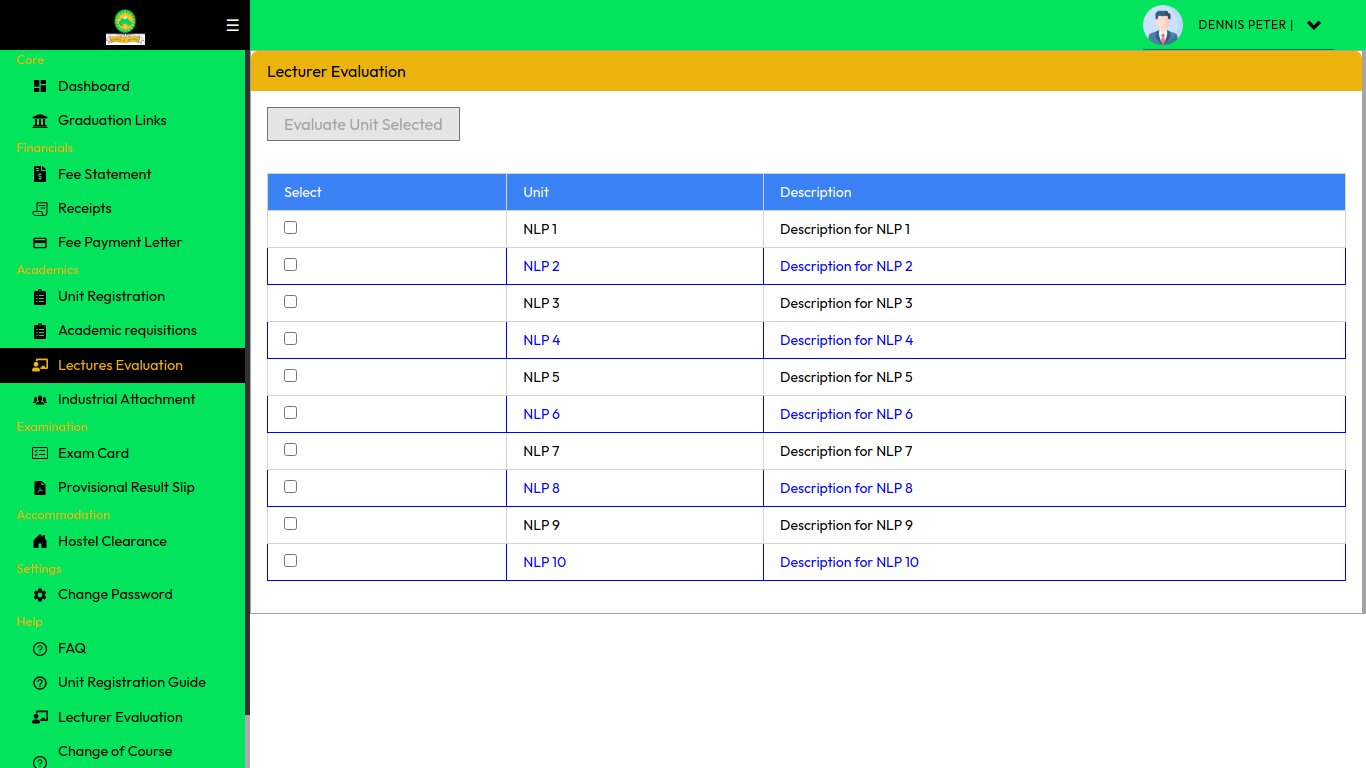 DENNIS PETER |
Core
Dashboard
Graduation Links
Financials
Fee Statement
Receipts
Fee Payment Letter
Academics
Unit Registration
Academic requisitions
Lectures Evaluation
Industrial Attachment
Examination
Exam Card
Provisional Result Slip
Accommodation
Hostel Clearance
Settings
Change Password
Help
FAQ
Unit Registration Guide
Lecturer Evaluation
Change of Course
Lecturer Evaluation
Evaluate Unit Selected
Select Unit Description
NLP 1 Description for NLP 1
NLP 2 Description for NLP 2
NLP 3 Description for NLP 3
NLP 4 Description for NLP 4
NLP 5 Description for NLP 5
NLP 6 Description for NLP 6
NLP 7 Description for NLP 7
NLP 8 Description for NLP 8
NLP 9 Description for NLP 9
NLP 10 Description for NLP 10